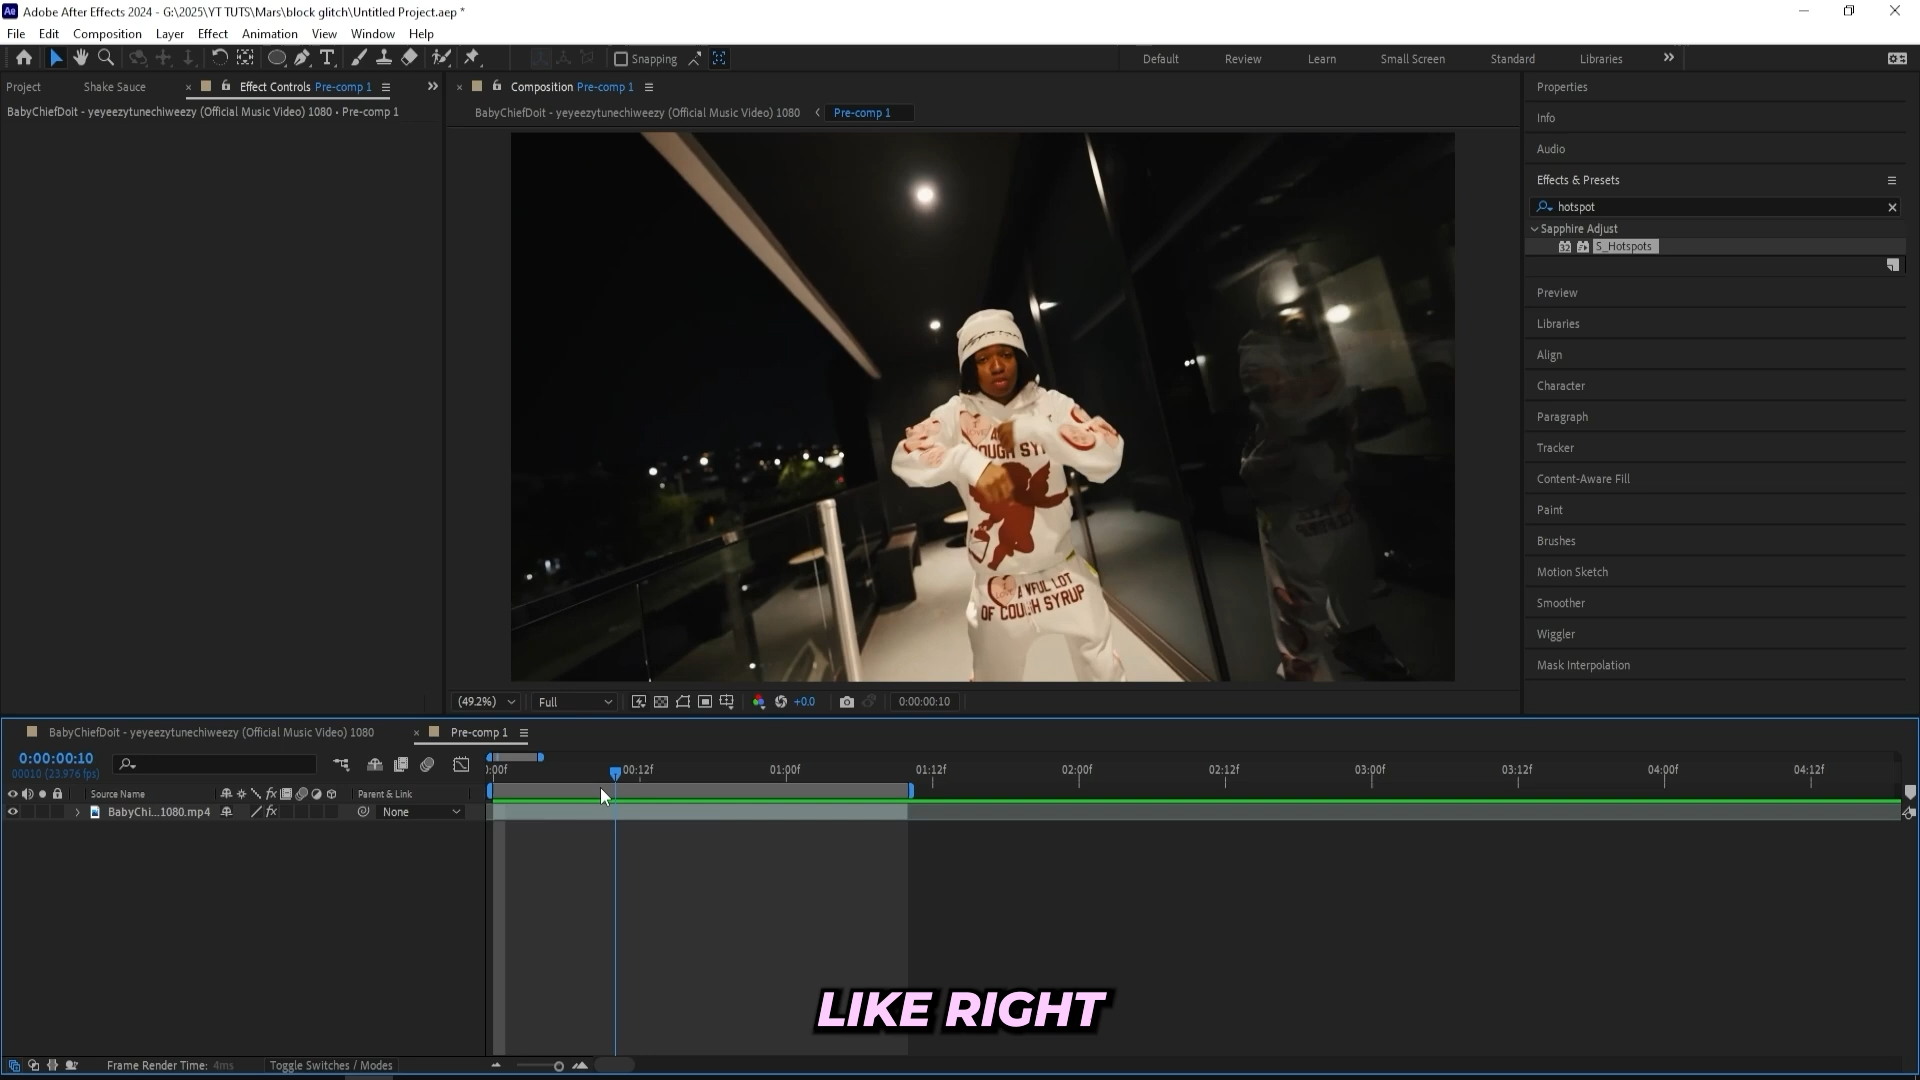 Ae Adobe After Effects 2024 - G:\2025\YT TUTS\Mars\block glitch\Untitled Project.aep *
File Edit Composition Layer Effect Animation View Window Help
Snapping
Default Review Learn Small Screen Standard Libraries
Project Shake Sauce Effect Controls Pre-comp 1
BabyChiefDoit - yeyeezytunechiweezy (Official Music Video) 1080 • Pre-comp 1
Composition Pre-comp 1
BabyChiefDoit - yeyeezytunechiweezy (Official Music Video) 1080 Pre-comp 1
OF COUGH SYRUP
(49.2%) Full +0.0 0:00:00:10
Properties
Info
Audio
Effects & Presets
hotspot
Sapphire Adjust
32 S_Hotspots
Preview
Libraries
Align
Character
Paragraph
Tracker
Content-Aware Fill
Paint
Brushes
Motion Sketch
Smoother
Wiggler
Mask Interpolation
BabyChiefDoit - yeyeezytunechiweezy (Official Music Video) 1080 Pre-comp 1
0:00:00:10
00010 (23.976 fps)
Source Name Parent & Link
BabyChi...1080.mp4 None
):00f 00:12f 01:00f 01:12f 02:00f 02:12f 03:00f 03:12f 04:00f 04:12f
LIKE RIGHT
Frame Render Time: 4ms Toggle Switches / Modes